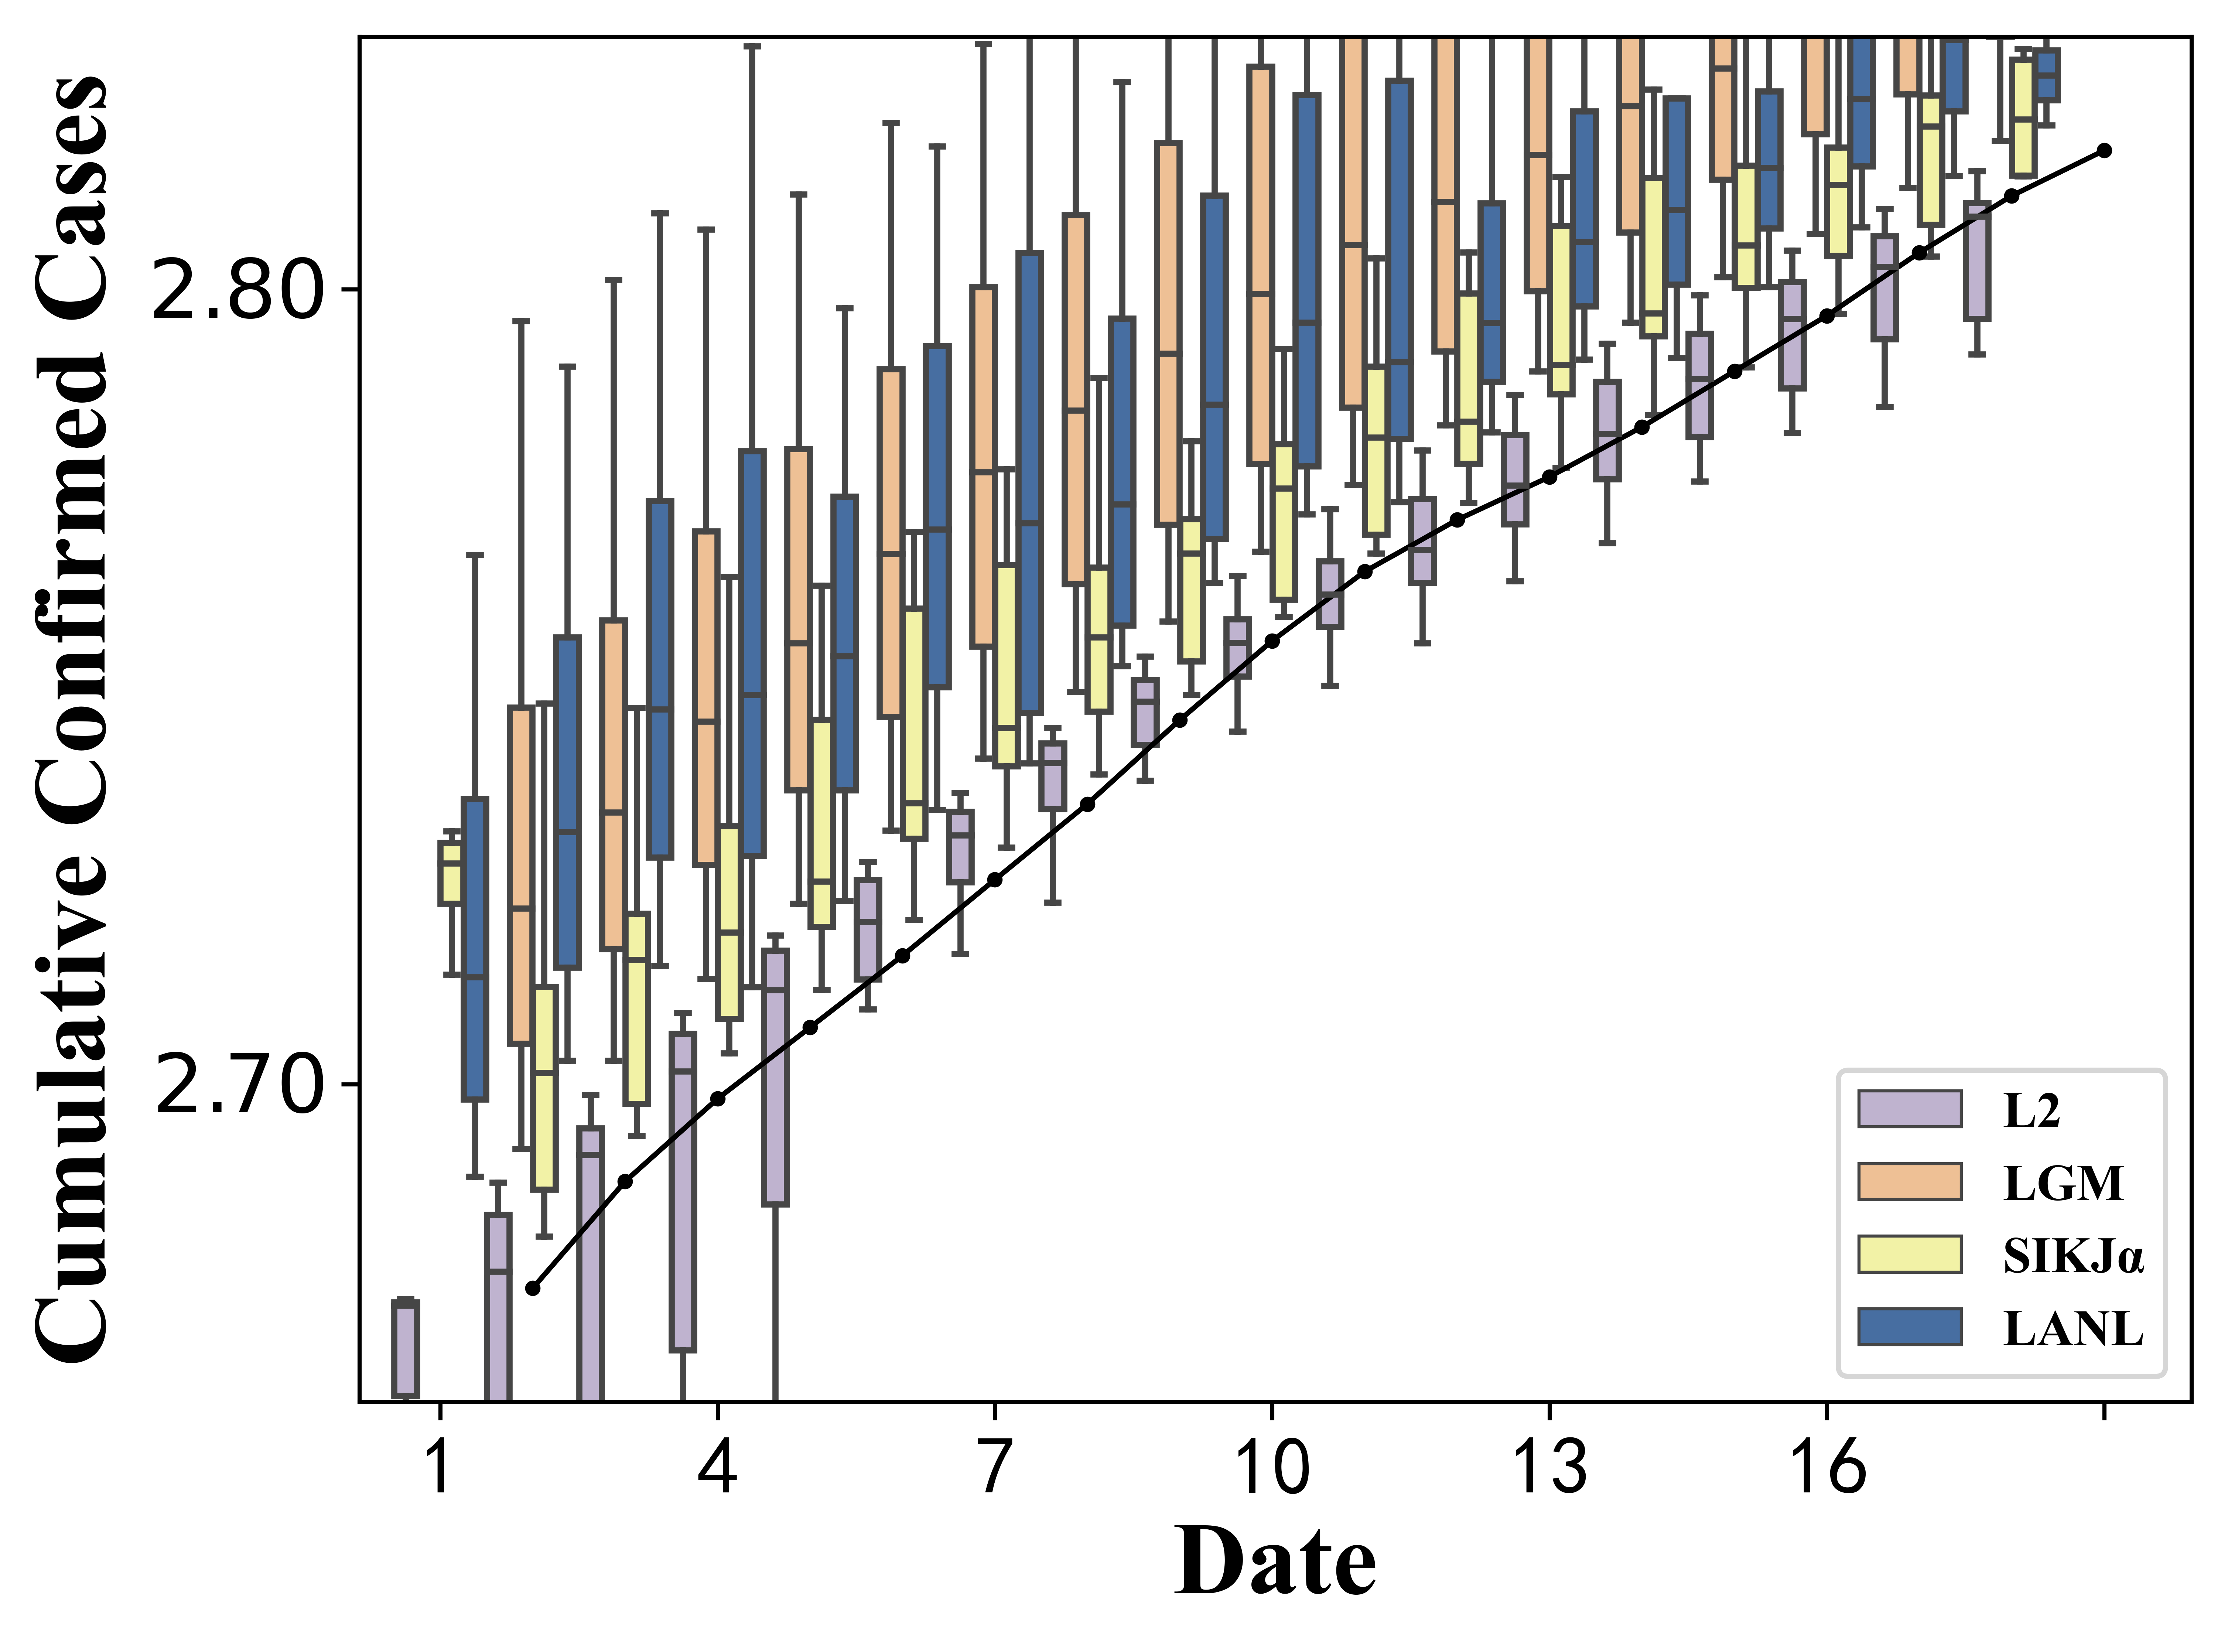 Cumulative Confirmed Cases
2.80
2.70
1 4 7 10 13 16
Date
L2
LGM
SIKJα
LANL